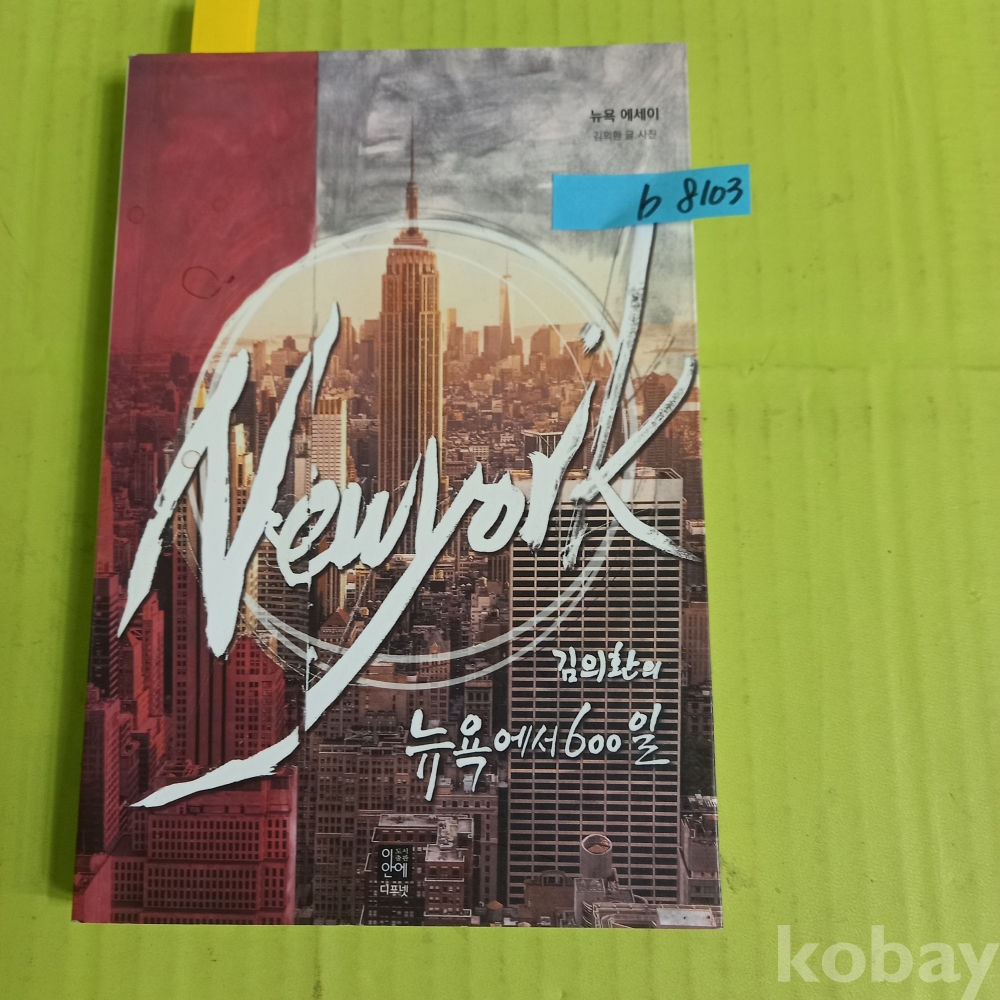 뉴욕 에세이
김의환 글.사진
b 8103
Newyork
김의환의
뉴욕에서 600일
이안에
도서출판
디푸넷
kobay